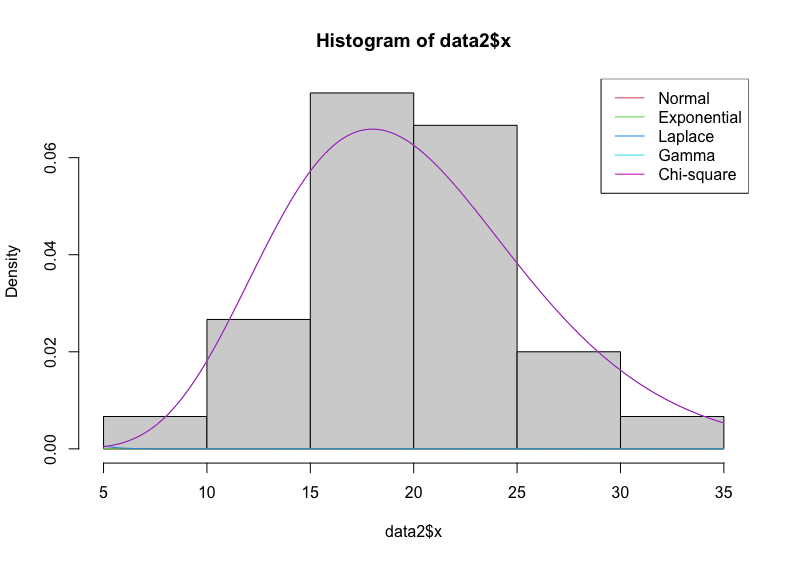 Histogram of data2$x
Normal
Exponential
Laplace
Gamma
Chi-square
Density
0.06
0.04
0.02
0.00
5 10 15 20 25 30 35
data2$x